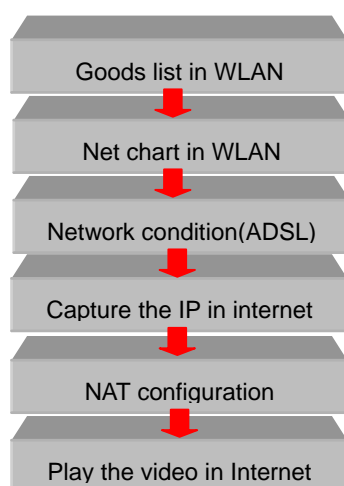 Goods list in WLAN
Net chart in WLAN
Network condition(ADSL)
Capture the IP in internet
NAT configuration
Play the video in Internet